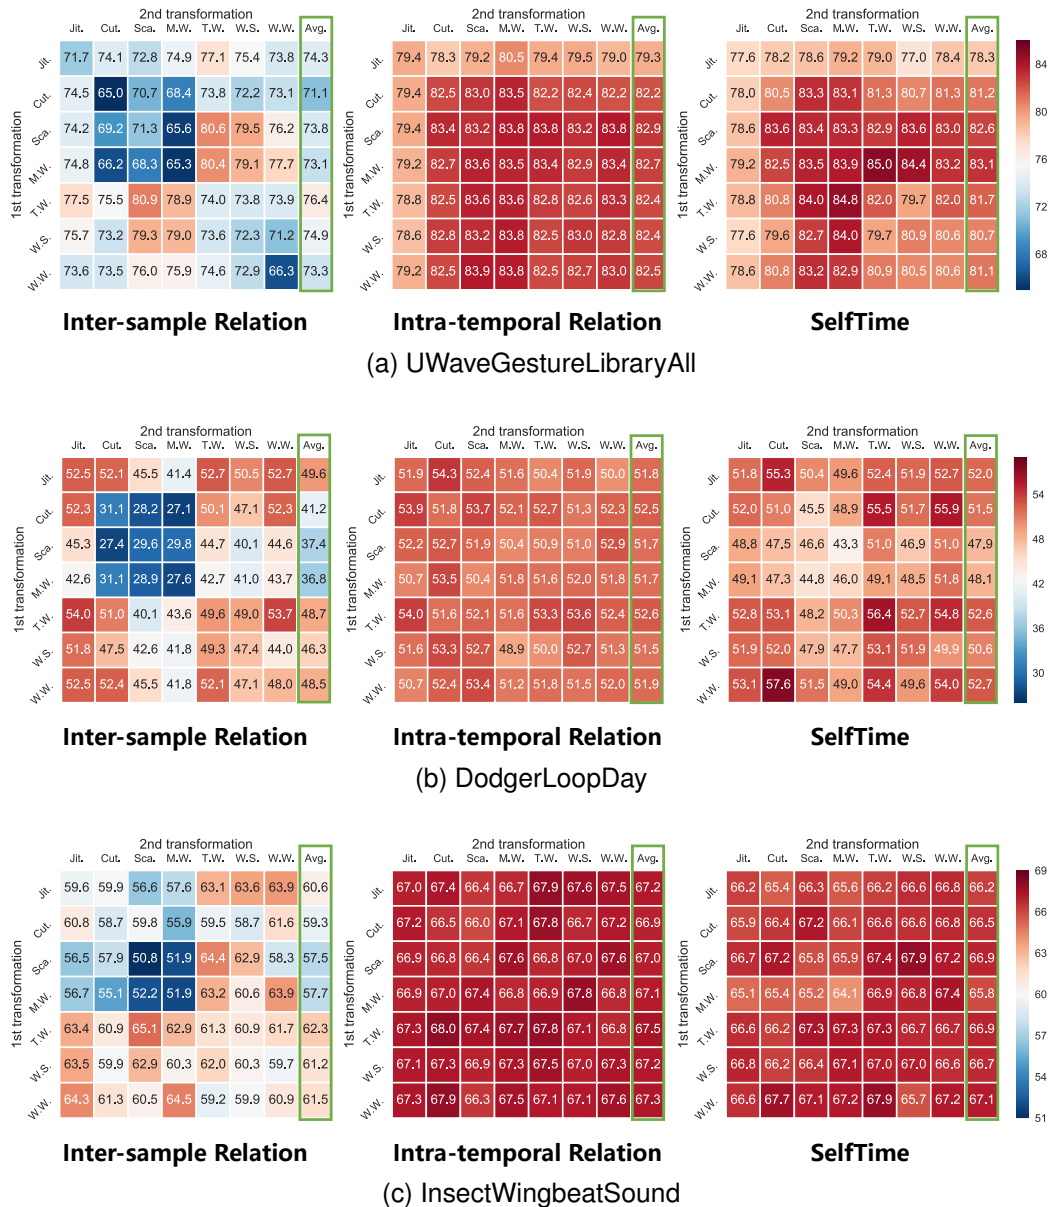 2nd transformation 2nd transformation 2nd transformation
Jit. Cut. Sca. M.W. T.W. W.S. W.W. Avg. Jit. Cut. Sca. M.W. T.W. W.S. W.W. Avg. Jit. Cut. Sca. M.W. T.W. W.S. W.W. Avg.
1st transformation 1st transformation 1st transformation
Jit. 71.7 74.1 72.8 74.9 77.1 75.4 73.8 74.3 79.4 78.3 79.2 80.5 79.4 79.5 79.0 79.3 77.6 78.2 78.6 79.2 79.0 77.0 78.4 78.3 84
Cut. 74.5 65.0 70.7 68.4 73.8 72.2 73.1 71.1 79.4 82.5 83.0 83.5 82.2 82.4 82.2 82.2 78.0 80.5 83.3 83.1 81.3 80.7 81.3 81.2 80
Sca. 74.2 69.2 71.3 65.6 80.6 79.5 76.2 73.8 79.4 83.4 83.2 83.8 83.8 83.2 83.8 82.9 78.6 83.6 83.4 83.3 82.9 83.6 83.0 82.6
M.W. 74.8 66.2 68.3 65.3 80.4 79.1 77.7 73.1 79.2 82.7 83.6 83.5 83.4 82.9 83.4 82.7 79.2 82.5 83.5 83.9 85.0 84.4 83.2 83.1 76
T.W. 77.5 75.5 80.9 78.9 74.0 73.8 73.9 76.4 78.8 82.5 83.6 83.8 82.2 82.6 83.3 82.4 78.8 80.8 84.0 84.8 82.0 79.7 82.0 81.7 72
W.S. 75.7 73.2 79.3 79.0 73.6 72.3 71.2 74.9 78.6 82.8 83.2 83.8 82.5 83.0 82.8 82.4 77.6 79.6 82.7 84.0 79.7 80.9 80.6 80.7
W.W. 73.6 73.5 76.0 75.9 74.6 72.9 66.3 73.3 79.2 82.5 83.9 83.8 82.5 82.7 83.0 82.5 78.6 80.8 83.2 82.9 80.9 80.5 80.6 81.1 68
Inter-sample Relation Intra-temporal Relation SelfTime
(a) UWaveGestureLibraryAll
2nd transformation 2nd transformation 2nd transformation
Jit. Cut. Sca. M.W. T.W. W.S. W.W. Avg. Jit. Cut. Sca. M.W. T.W. W.S. W.W. Avg. Jit. Cut. Sca. M.W. T.W. W.S. W.W. Avg.
1st transformation 1st transformation 1st transformation
Jit. 52.5 52.1 45.5 41.4 52.7 50.5 52.7 49.6 51.9 54.3 52.4 51.6 50.4 51.9 50.0 51.8 51.8 55.3 50.4 49.6 52.4 51.9 52.7 52.0
Cut. 52.3 31.1 28.2 27.1 50.1 47.1 52.3 41.2 53.9 51.8 53.7 52.1 52.7 51.3 52.3 52.5 52.0 51.0 45.5 48.9 55.5 51.7 55.9 51.5 54
Sca. 45.3 27.4 29.6 29.8 44.7 40.1 44.6 37.4 52.2 52.7 51.9 50.4 50.9 51.0 52.9 51.7 48.8 47.5 46.6 43.3 51.0 46.9 51.0 47.9 48
M.W. 42.6 31.1 28.9 27.6 42.7 41.0 43.7 36.8 50.7 53.5 50.4 51.8 51.6 52.0 51.8 51.7 49.1 47.3 44.8 46.0 49.1 48.5 51.8 48.1 42
T.W. 54.0 51.0 40.1 43.6 49.6 49.0 53.7 48.7 54.0 51.6 52.1 51.6 53.3 53.6 52.4 52.6 52.8 53.1 48.2 50.3 56.4 52.7 54.8 52.6
W.S. 51.8 47.5 42.6 41.8 49.3 47.4 44.0 46.3 51.6 53.3 52.7 48.9 50.0 52.7 51.3 51.5 51.9 52.0 47.9 47.7 53.1 51.9 49.9 50.6 36
W.W. 52.5 52.4 45.5 41.8 52.1 47.1 48.0 48.5 50.7 52.4 53.4 51.2 51.8 51.5 52.0 51.9 53.1 57.6 51.5 49.0 54.4 49.6 54.0 52.7 30
Inter-sample Relation Intra-temporal Relation SelfTime
(b) DodgerLoopDay
2nd transformation 2nd transformation 2nd transformation
Jit. Cut. Sca. M.W. T.W. W.S. W.W. Avg. Jit. Cut. Sca. M.W. T.W. W.S. W.W. Avg. Jit. Cut. Sca. M.W. T.W. W.S. W.W. Avg.
1st transformation 1st transformation 1st transformation
Jit. 59.6 59.9 56.6 57.6 63.1 63.6 63.9 60.6 67.0 67.4 66.4 66.7 67.9 67.6 67.5 67.2 66.2 65.4 66.3 65.6 66.2 66.6 66.8 66.2 69
Cut. 60.8 58.7 59.8 55.9 59.5 58.7 61.6 59.3 67.2 66.5 66.0 67.1 67.8 66.7 67.2 66.9 65.9 66.4 67.2 66.1 66.6 66.6 66.8 66.5 66
Sca. 56.5 57.9 50.8 51.9 64.4 62.9 58.3 57.5 66.9 66.8 66.4 67.6 66.9 67.0 67.6 67.0 66.7 67.2 65.8 65.9 67.4 67.9 67.2 66.9 63
M.W. 56.7 55.1 52.2 51.9 63.2 60.6 63.9 57.7 66.9 67.0 67.4 66.8 66.9 67.8 66.8 67.1 65.1 65.4 65.2 64.1 66.9 66.8 67.4 65.8 60
T.W. 63.4 60.9 65.1 62.9 61.3 60.9 61.7 62.3 67.3 68.0 67.4 67.7 67.8 67.1 66.8 67.5 66.6 66.2 67.3 67.3 67.3 66.7 66.9 66.9 57
W.S. 63.5 59.9 62.9 60.3 62.0 60.3 59.7 61.2 67.1 67.3 66.9 67.3 67.5 67.0 67.3 67.2 66.8 66.2 66.4 67.1 67.0 67.0 66.6 66.7 54
W.W. 64.3 61.3 60.5 64.5 59.2 59.9 60.9 61.5 67.3 67.9 66.3 67.5 67.1 67.1 67.6 67.3 66.6 67.7 67.1 67.2 67.9 65.7 67.2 67.1 51
Inter-sample Relation Intra-temporal Relation SelfTime
(c) InsectWingbeatSound